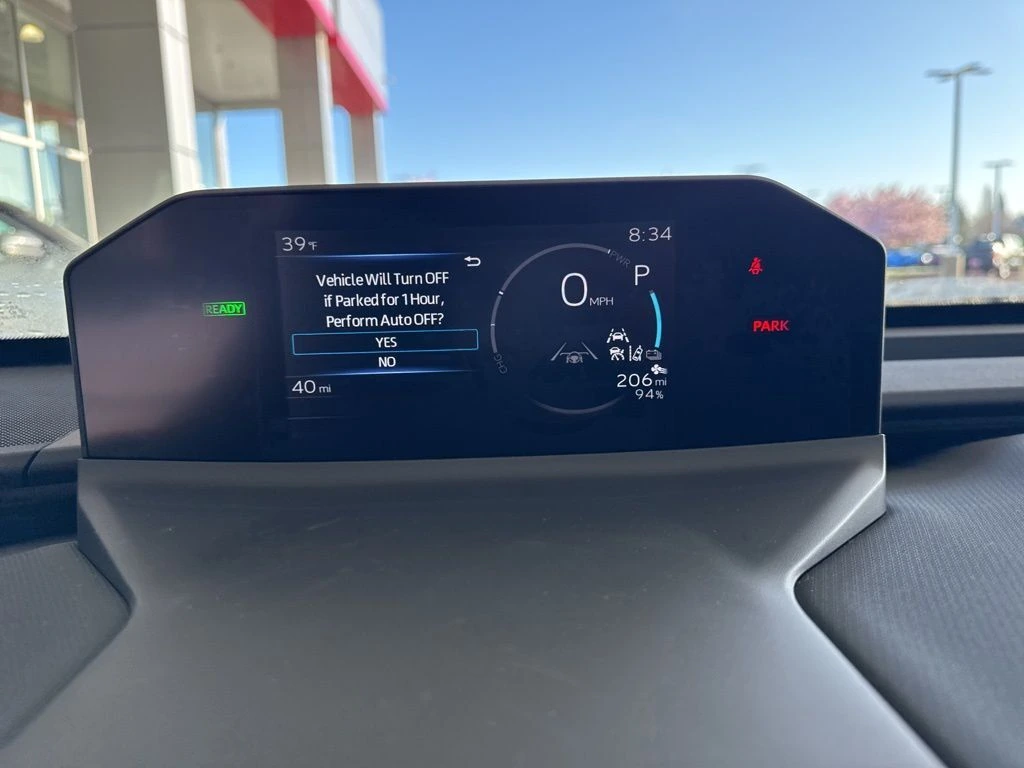 39°F
8:34
Vehicle Will Turn OFF
if Parked for 1 Hour,
Perform Auto OFF?
YES
NO
40 mi
READY
PWR
P
0 MPH
CHG
206 mi
94%
PARK